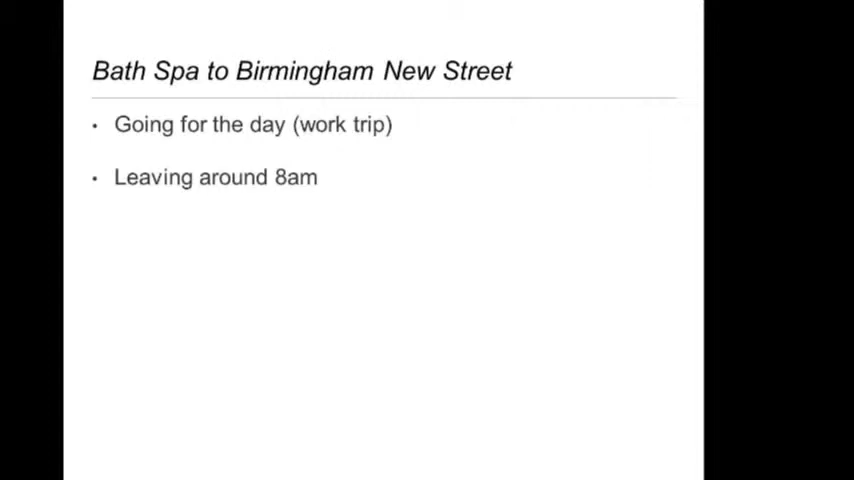 Bath Spa to Birmingham New Street
• Going for the day (work trip)
• Leaving around 8am